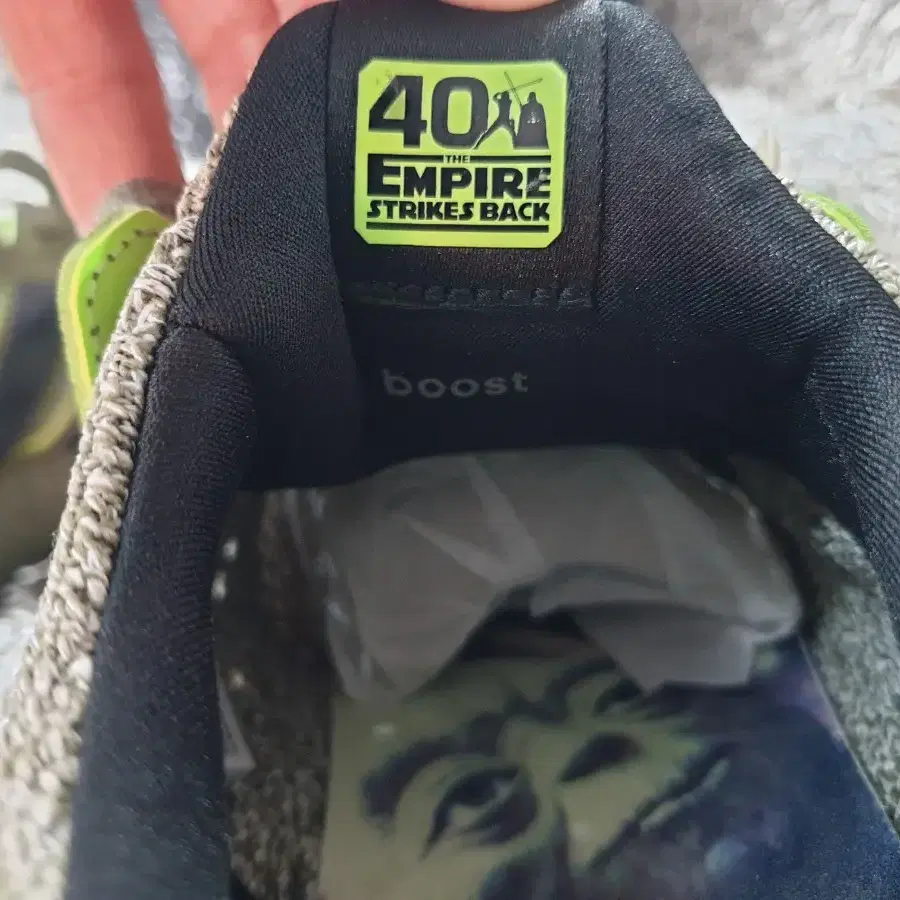 40
THE
EMPIRE
STRIKES BACK
boost